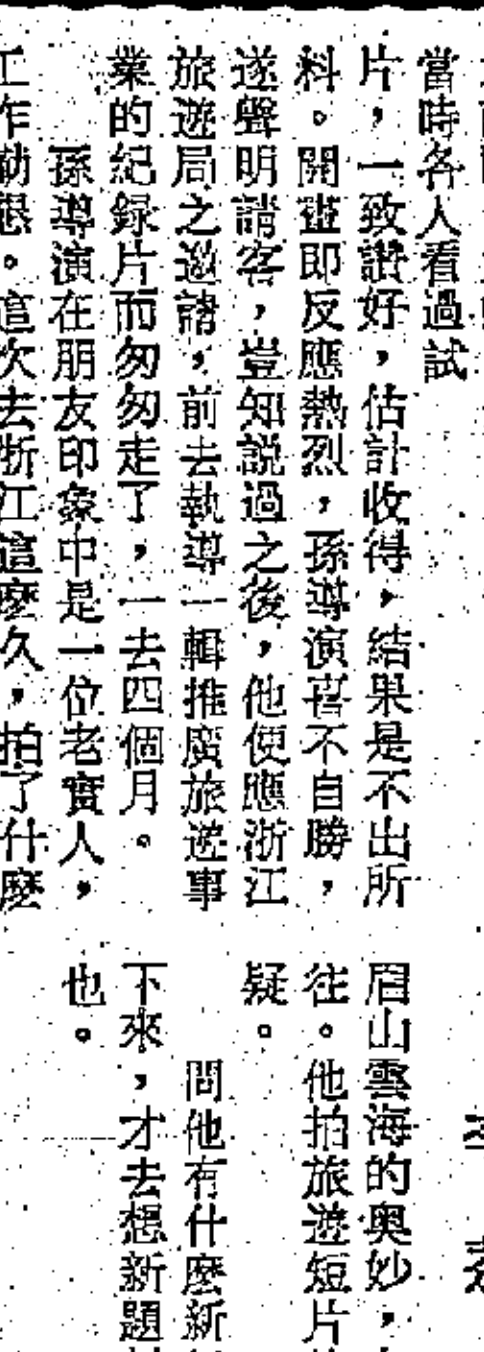 當時各人看過試
片，一致讚好，估計收得，結果是不出所
料。開畫即反應熱烈，孫導演喜不自勝，
遂聲明請客，豈知説過之後，他便應浙江
旅遊局之邀請，前去執導一輯推廣旅遊事
業的紀録片而匆匆走了，一去四個月。
孫導演在朋友印象中是一位老實人，
工作勤懇。這次去浙江這麼久，拍了什麼
眉山雲海的奥妙，
往。他拍旅遊短片
疑。
問他有什麼新
下來，才去想新題
也。